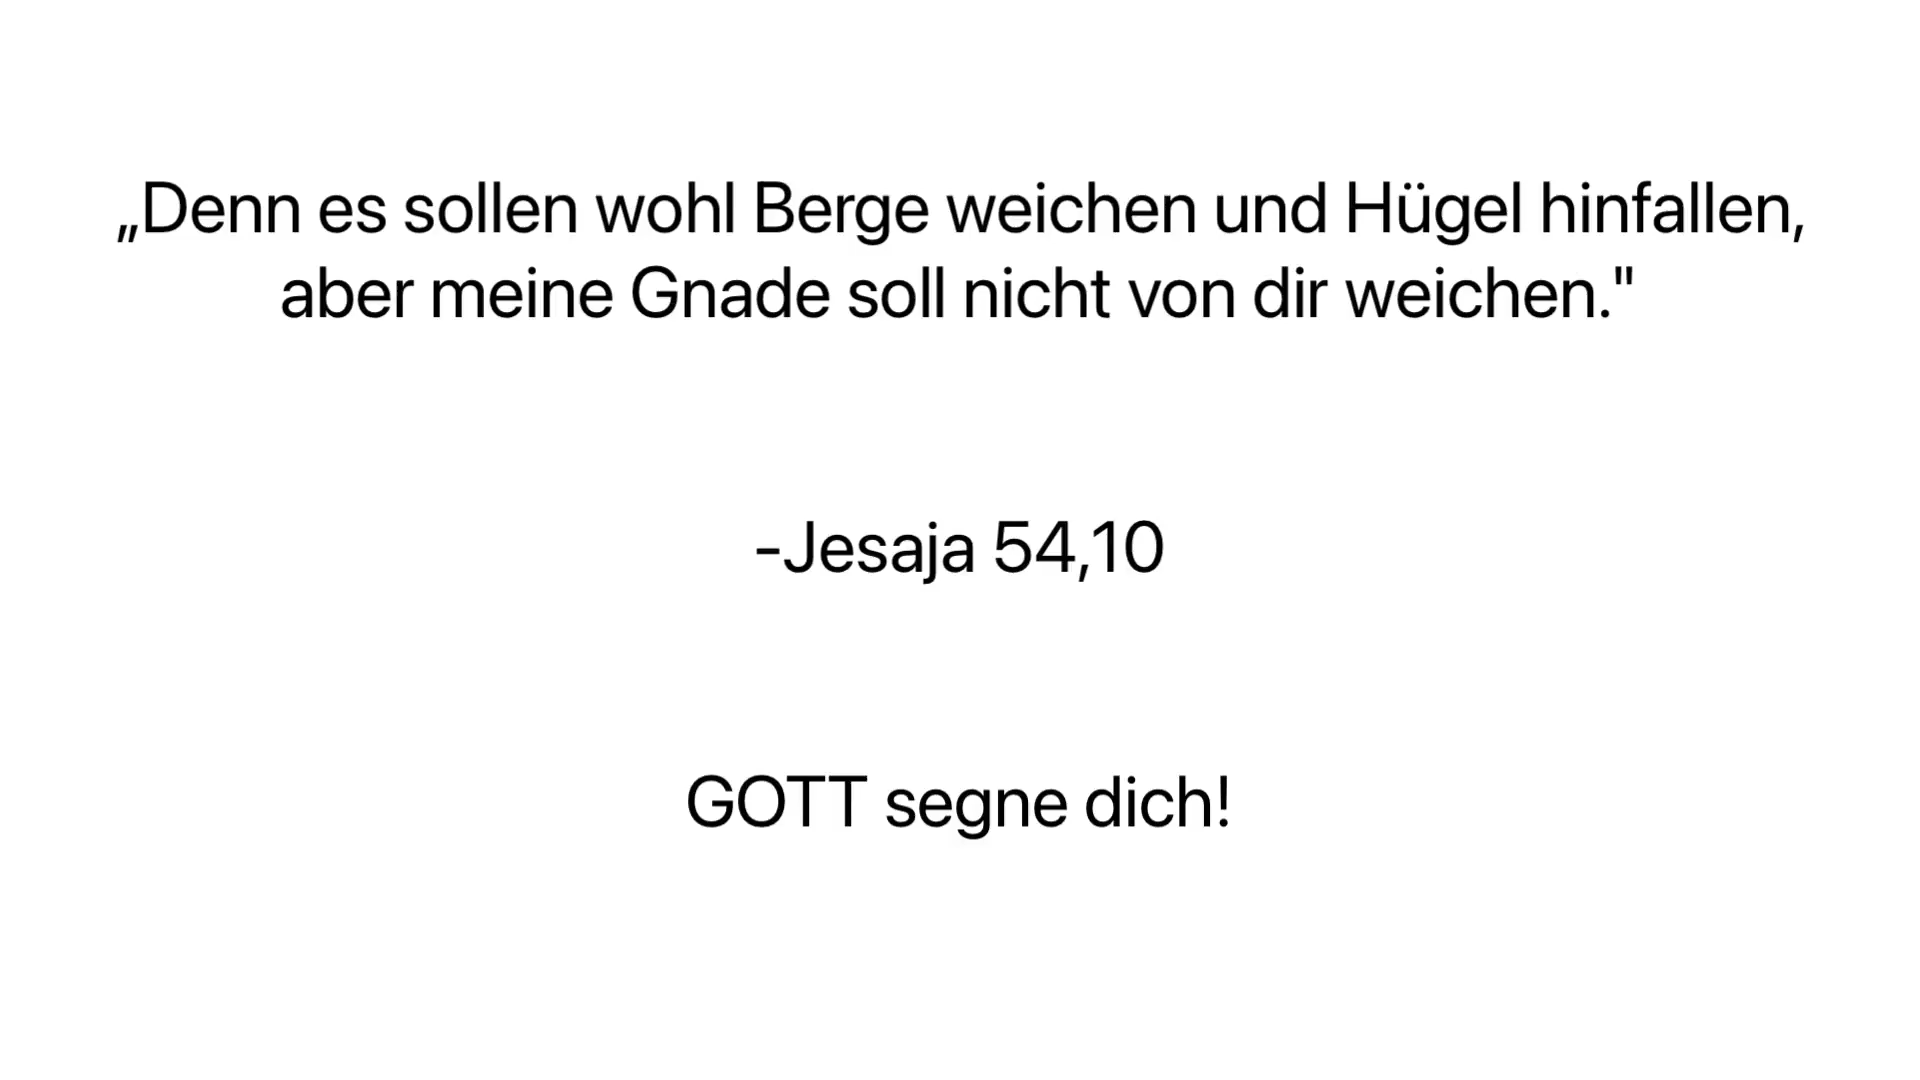 „Denn es sollen wohl Berge weichen und Hügel hinfallen,
aber meine Gnade soll nicht von dir weichen."
-Jesaja 54,10
GOTT segne dich!